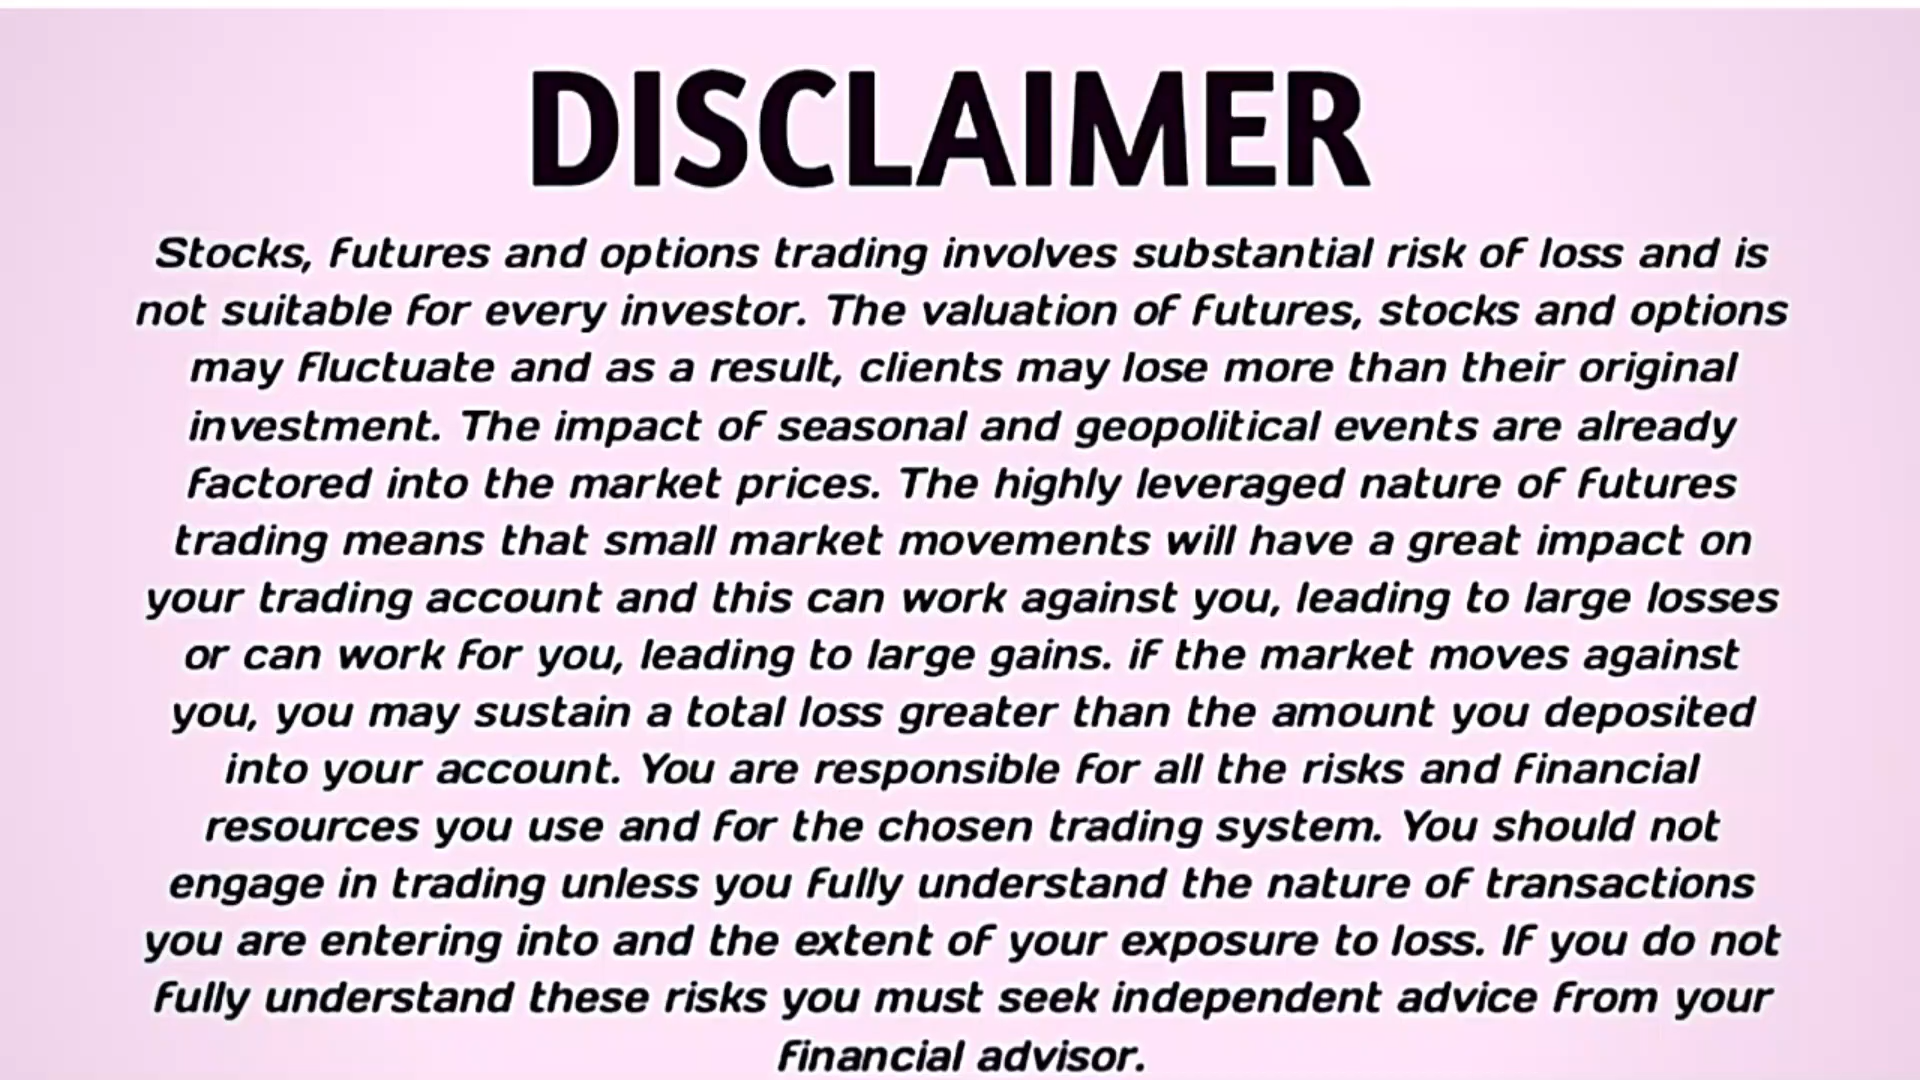 DISCLAIMER
Stocks, futures and options trading involves substantial risk of loss and is
not suitable for every investor. The valuation of futures, stocks and options
may fluctuate and as a result, clients may lose more than their original
investment. The impact of seasonal and geopolitical events are already
factored into the market prices. The highly leveraged nature of futures
trading means that small market movements will have a great impact on
your trading account and this can work against you, leading to large losses
or can work for you, leading to large gains. if the market moves against
you, you may sustain a total loss greater than the amount you deposited
into your account. You are responsible for all the risks and financial
resources you use and for the chosen trading system. You should not
engage in trading unless you fully understand the nature of transactions
you are entering into and the extent of your exposure to loss. If you do not
fully understand these risks you must seek independent advice from your
financial advisor.